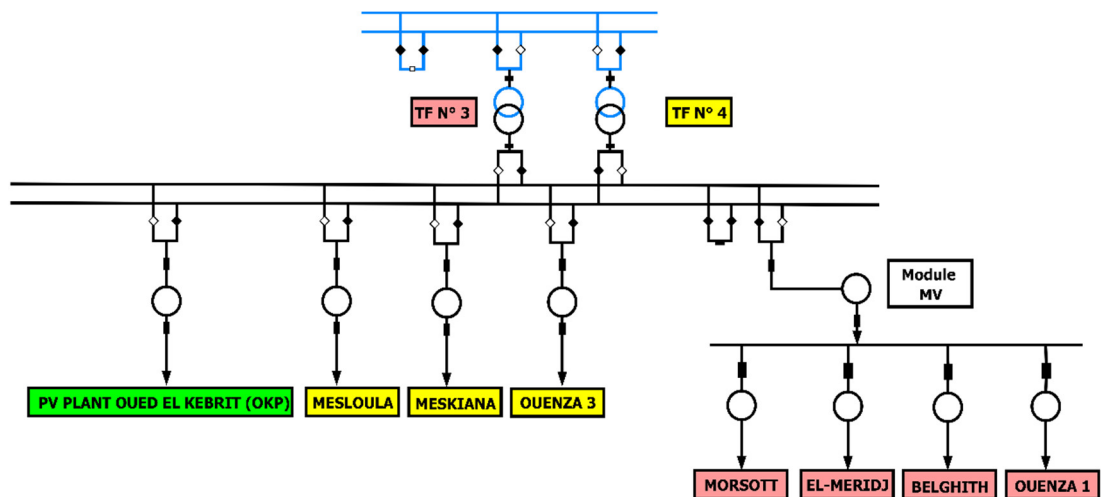 TF N° 3
TF N° 4
Module
MV
PV PLANT OUED EL KEBRIT (OKP)
MESLOULA
MESKIANA
OUENZA 3
MORSOTT
EL-MERIDJ
BELGHITH
OUENZA 1